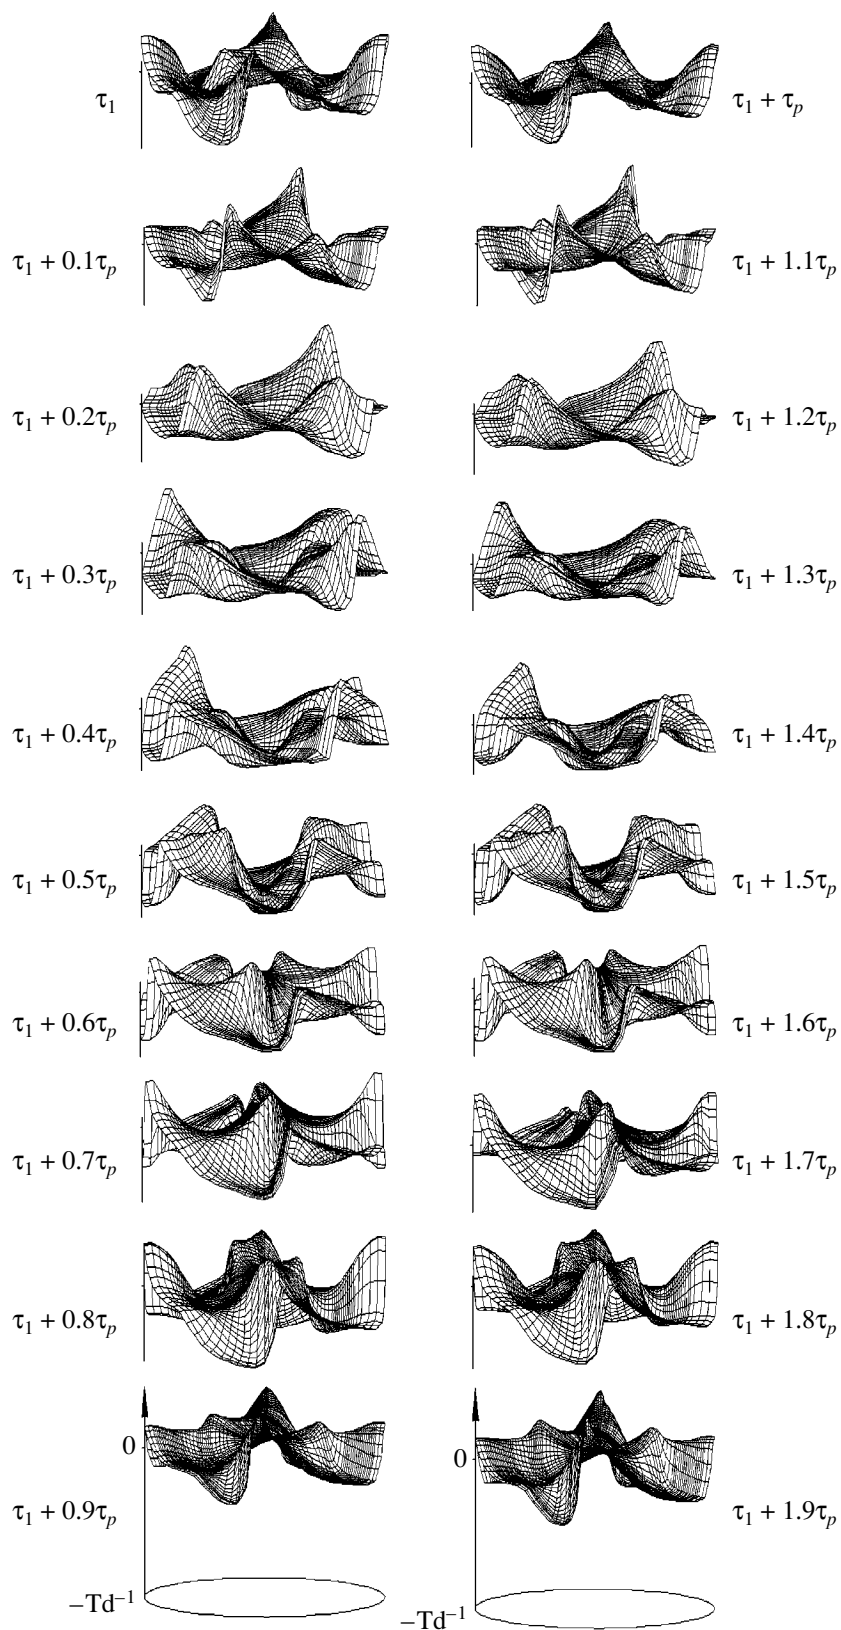 τ₁ τ₁ + τₚ
τ₁ + 0.1τₚ τ₁ + 1.1τₚ
τ₁ + 0.2τₚ τ₁ + 1.2τₚ
τ₁ + 0.3τₚ τ₁ + 1.3τₚ
τ₁ + 0.4τₚ τ₁ + 1.4τₚ
τ₁ + 0.5τₚ τ₁ + 1.5τₚ
τ₁ + 0.6τₚ τ₁ + 1.6τₚ
τ₁ + 0.7τₚ τ₁ + 1.7τₚ
τ₁ + 0.8τₚ τ₁ + 1.8τₚ
0 0
τ₁ + 0.9τₚ τ₁ + 1.9τₚ
−Td⁻¹ −Td⁻¹